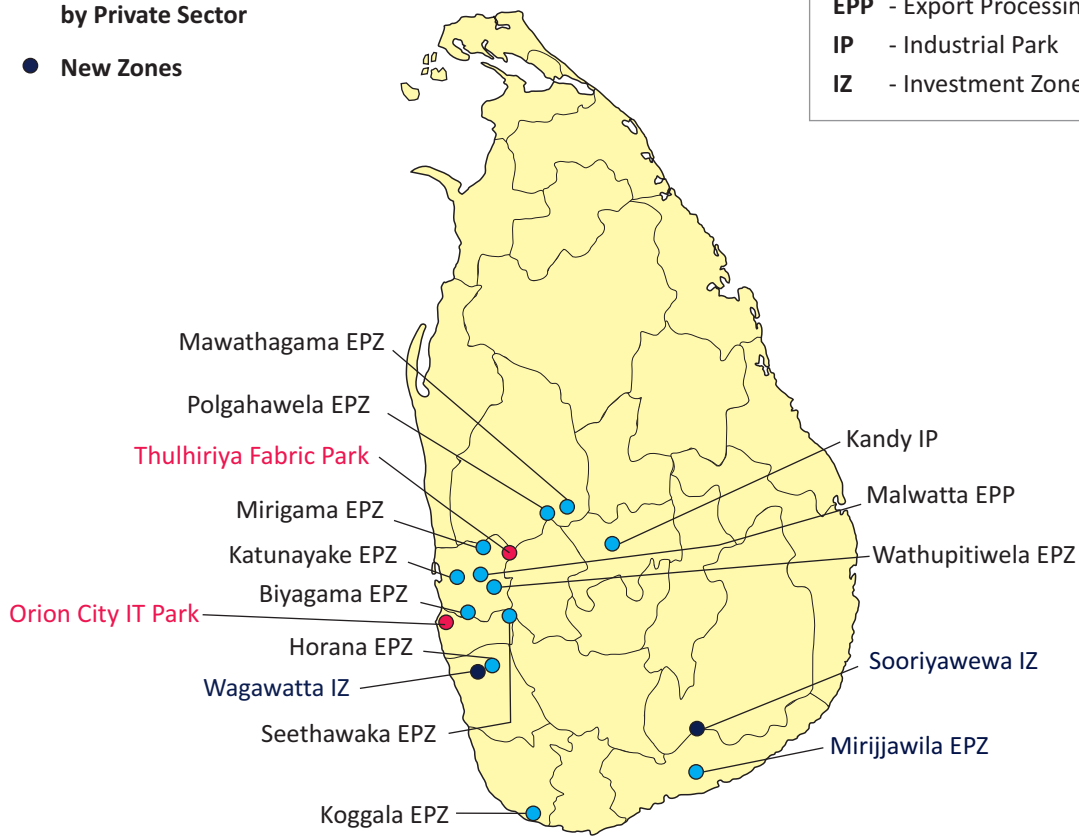 by Private Sector
New Zones
EPP - Export Processin
IP - Industrial Park
IZ - Investment Zone
Mawathagama EPZ
Polgahawela EPZ
Thulhiriya Fabric Park
Mirigama EPZ
Katunayake EPZ
Biyagama EPZ
Orion City IT Park
Horana EPZ
Wagawatta IZ
Seethawaka EPZ
Koggala EPZ
Kandy IP
Malwatta EPP
Wathupitiwela EPZ
Sooriyawewa IZ
Mirijjawila EPZ